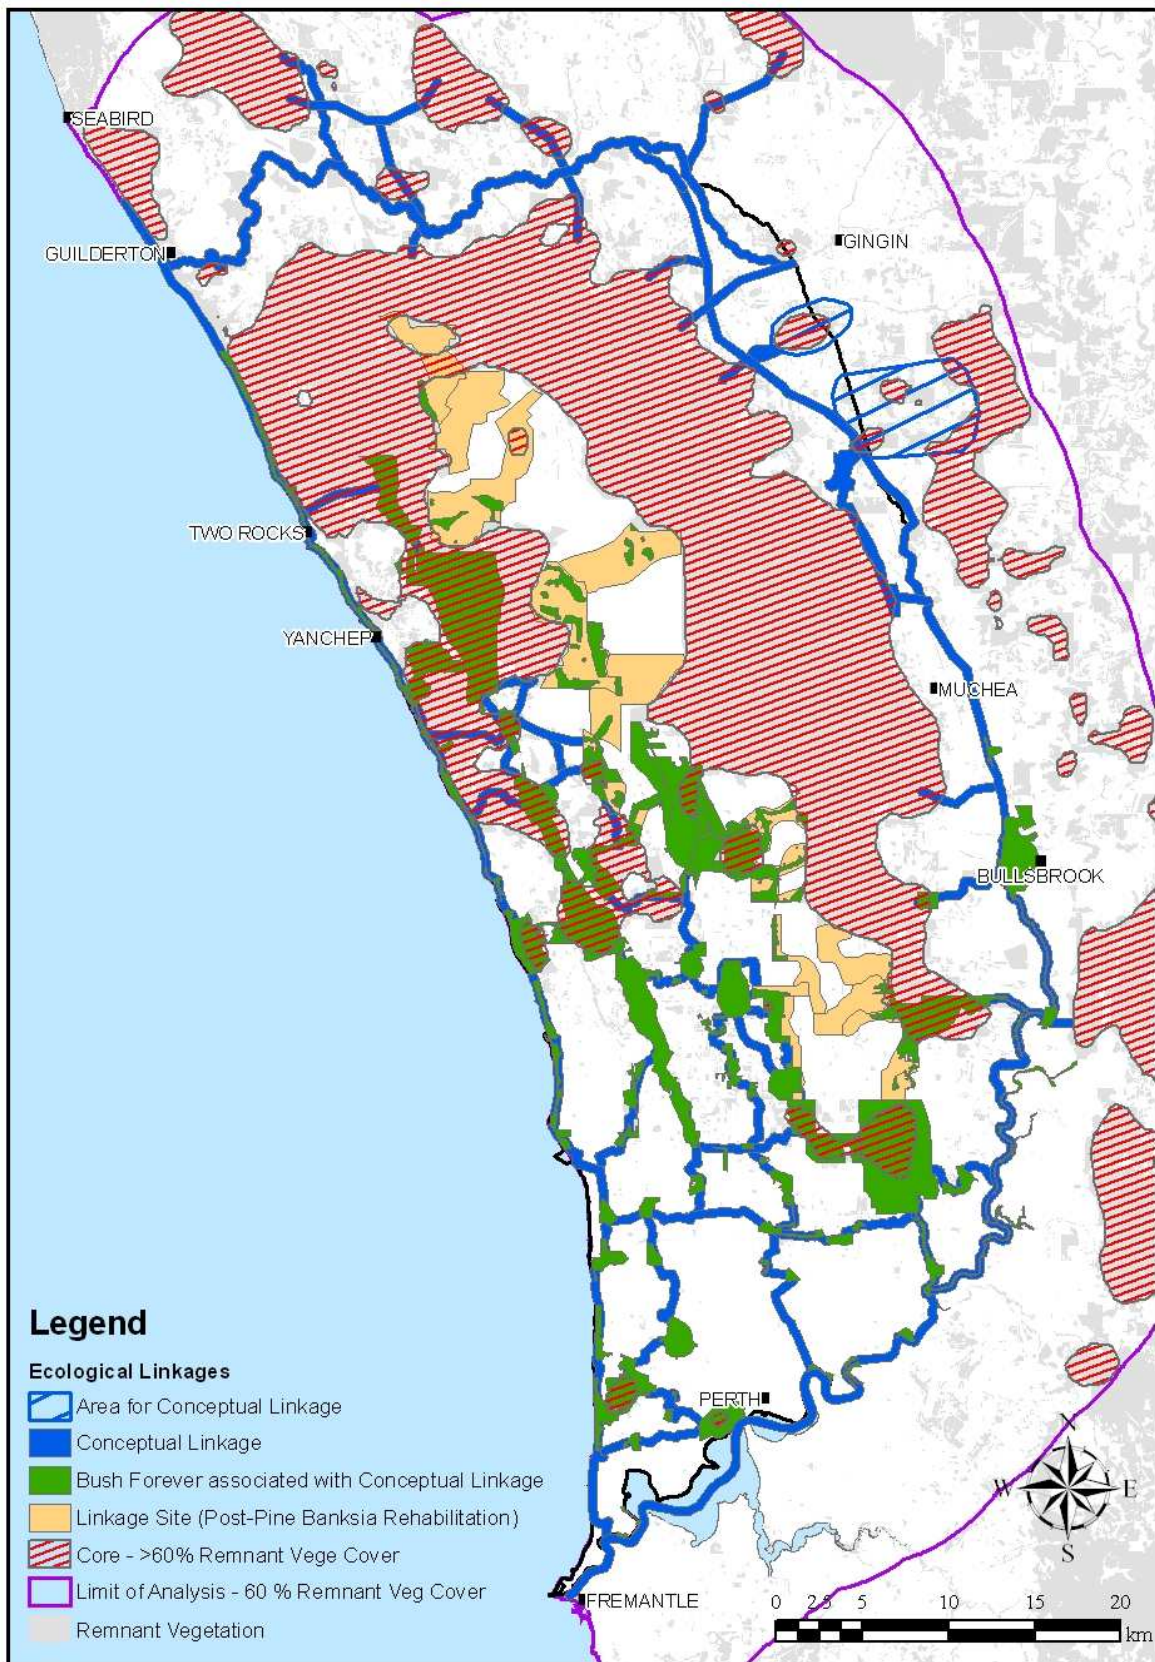 SEABIRD
GUILDERTON
GINGIN
TWO ROCKS
YANCHEP
MUCHEA
BULLSBROOK
PERTH
FREMANTLE
Legend
Ecological Linkages
Area for Conceptual Linkage
Conceptual Linkage
Bush Forever associated with Conceptual Linkage
Linkage Site (Post-Pine Banksia Rehabilitation)
Core - >60% Remnant Vege Cover
Limit of Analysis - 60 % Remnant Veg Cover
Remnant Vegetation
W E
S
0 2.5 5 10 15 20
km